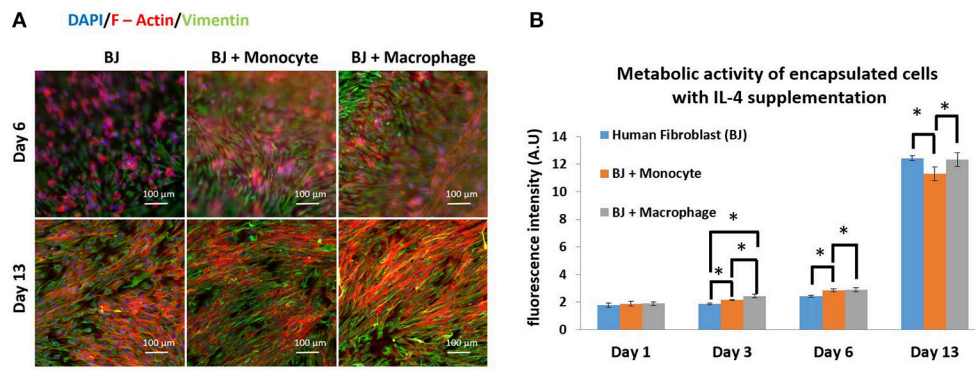 A
DAPI/F – Actin/Vimentin
BJ
BJ + Monocyte
BJ + Macrophage
Day 6
100 µm
100 µm
100 µm
Day 13
100 µm
100 µm
100 µm
B
Metabolic activity of encapsulated cells
with IL-4 supplementation
fluorescence intensity (A.U)
14
12
10
8
6
4
2
0
Human Fibroblast (BJ)
BJ + Monocyte
BJ + Macrophage
*
*
*
*
*
*
*
Day 1
Day 3
Day 6
Day 13